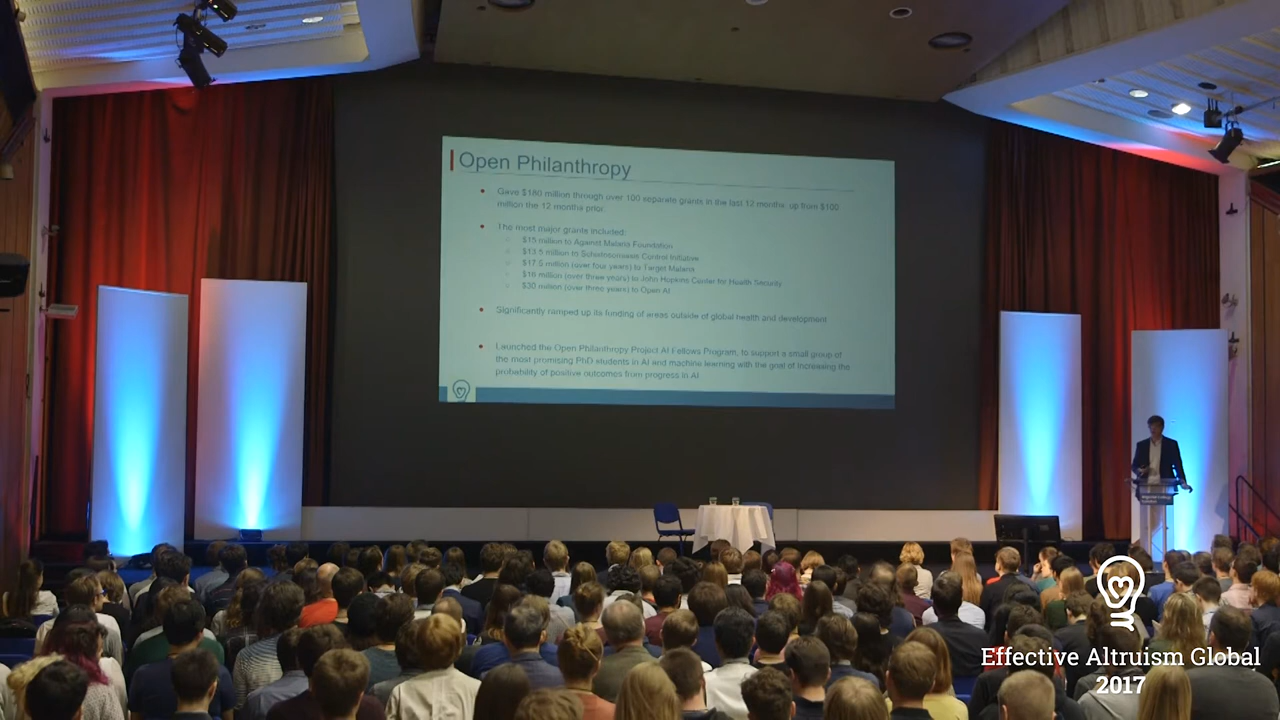 Open Philanthropy
Gave $180 million through over 100 separate grants in the last 12 months, up from $100
million the 12 months prior.
The most major grants included:
$15 million to Against Malaria Foundation
$13.5 million to Schistosomiasis Control Initiative
$17.5 million (over four years) to Target Malaria
$16 million (over three years) to John Hopkins Center for Health Security
$30 million (over three years) to Open AI
Significantly ramped up its funding of areas outside of global health and development
Launched the Open Philanthropy Project AI Fellows Program, to support a small group of
the most promising PhD students in AI and machine learning with the goal of increasing the
probability of positive outcomes from progress in AI
Imperial College
London
Effective Altruism Global
2017